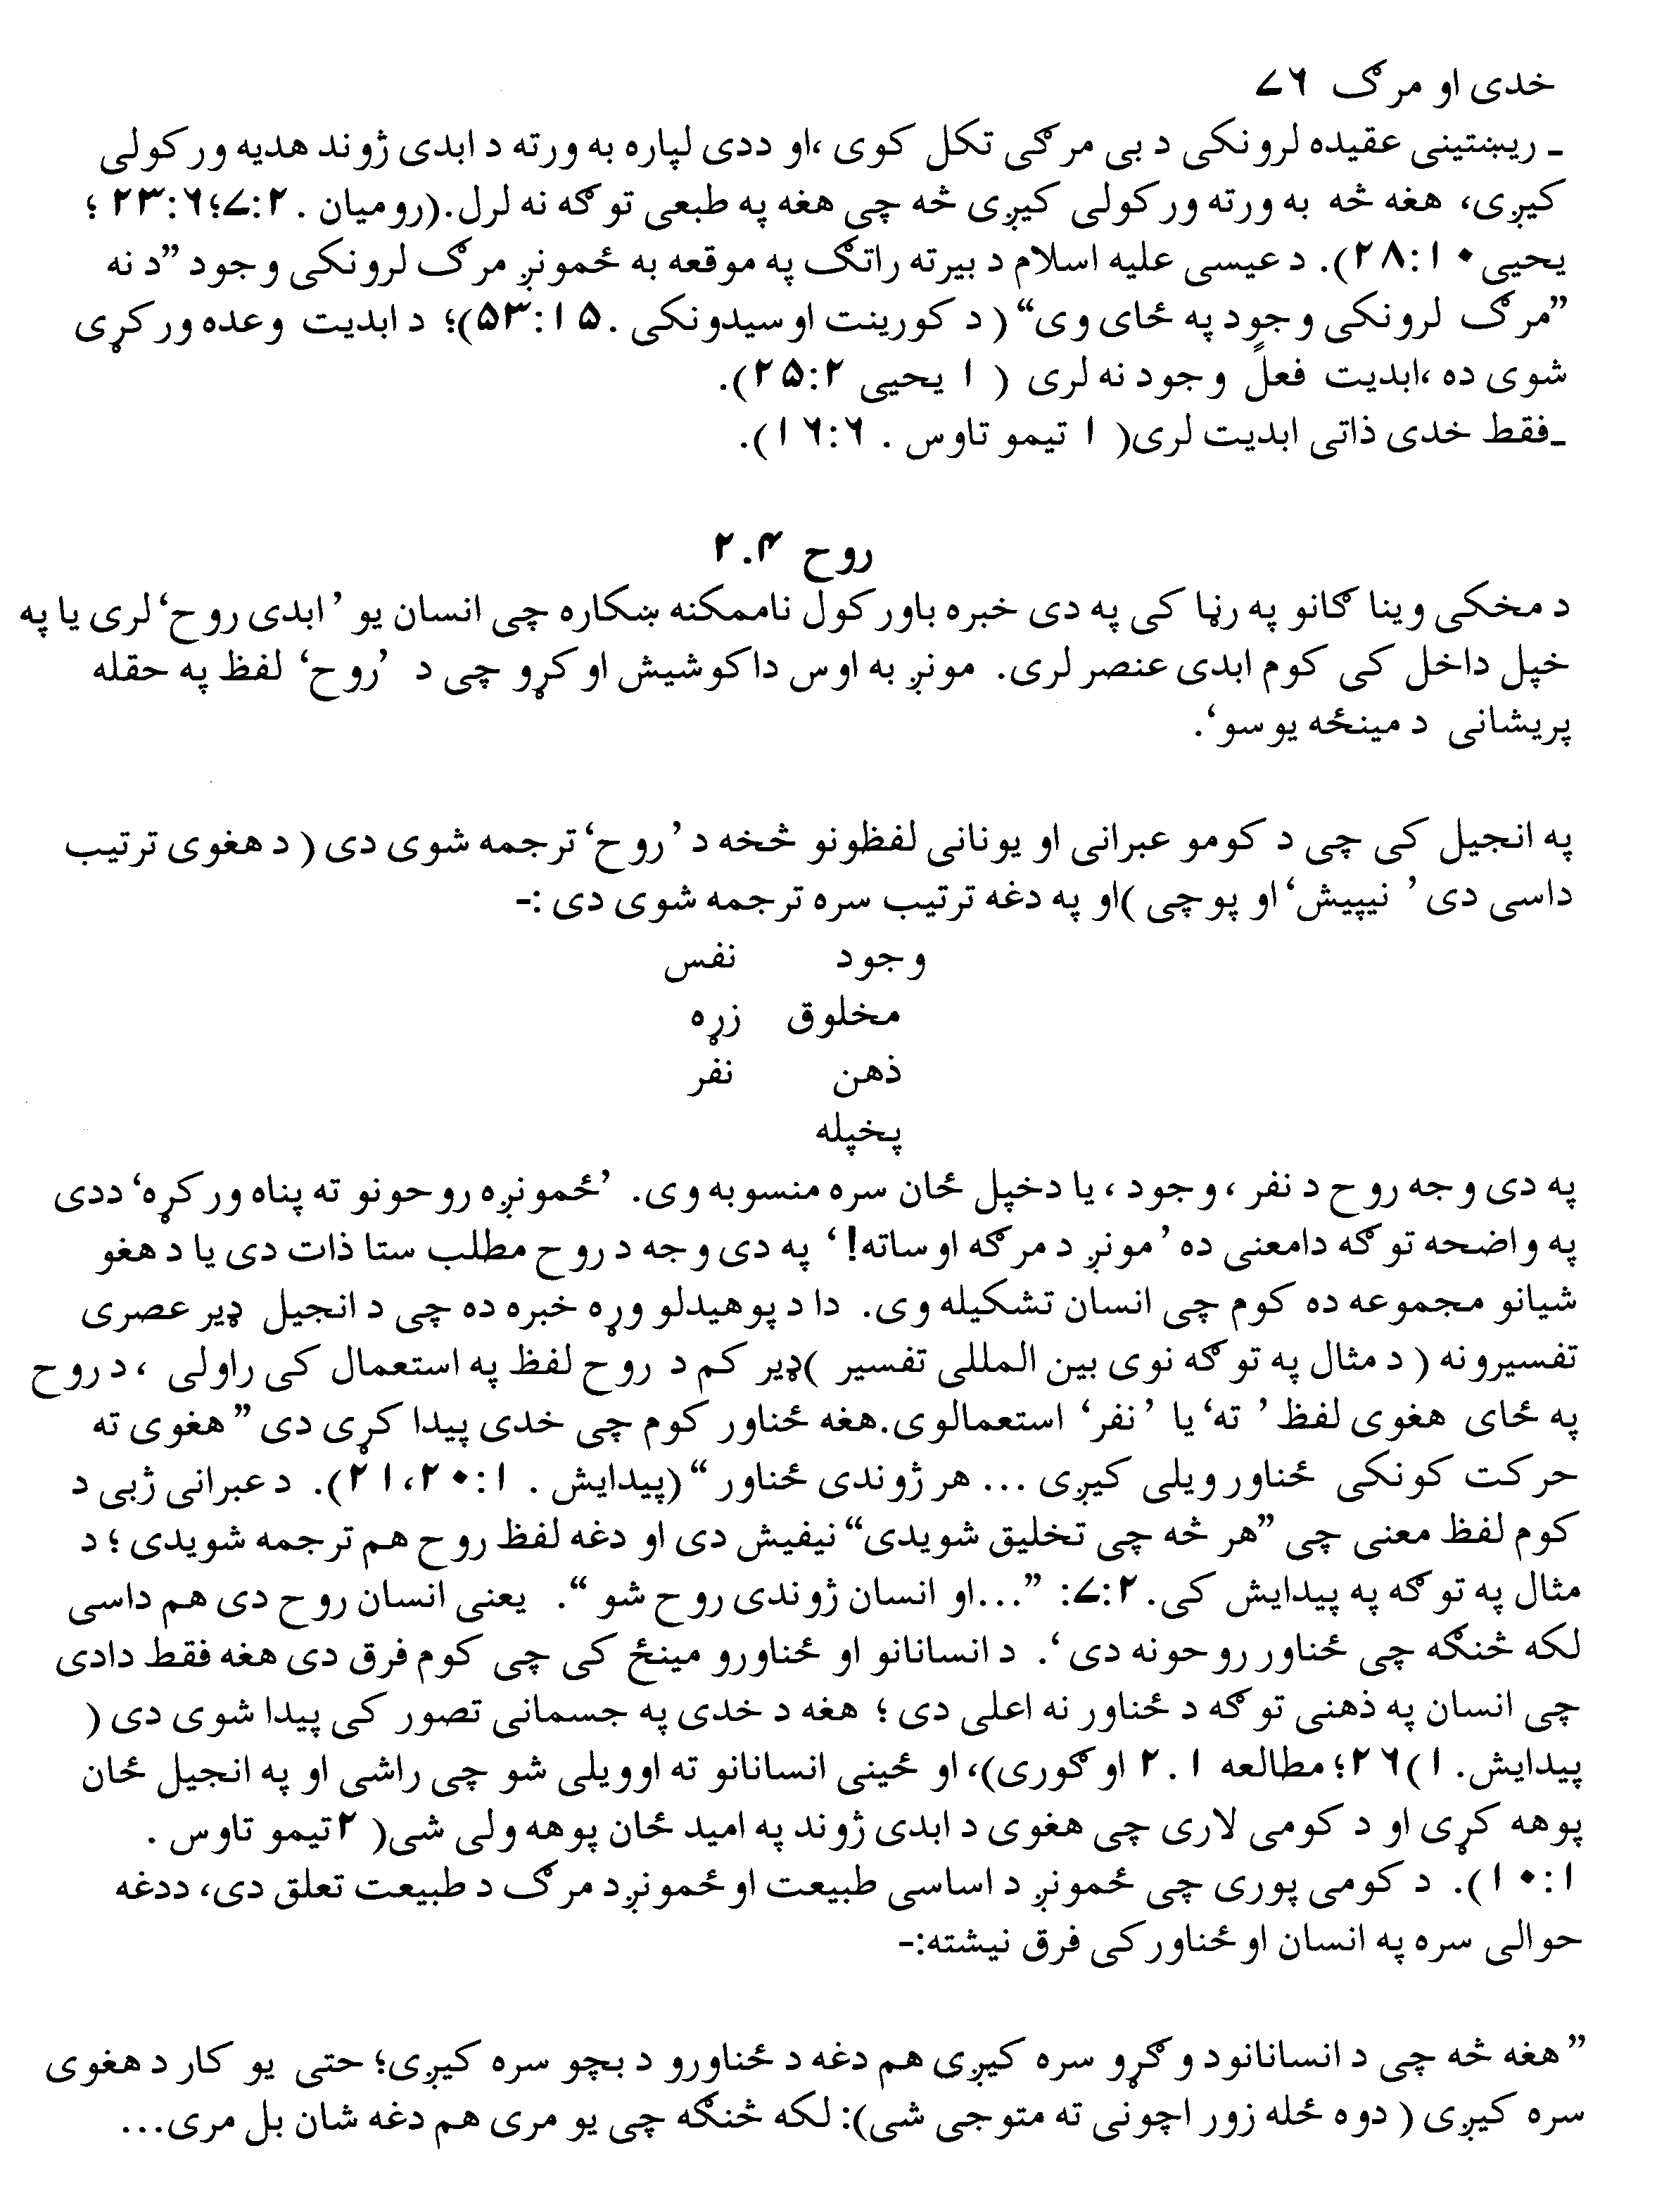 خدی او مرګ ۷۶
ـ ریښتینی عقیده لرونکی د بی مرګی تکل کوی ،او ددی لپاره به ورته د ابدی ژوند هدیه ورکولی
کیږی، هغه څه به ورته ورکولی کیږی څه چی هغه په طبعی توګه نه لرل.(رومیان . ۷:۲؛۲۳:۶ ؛
یحیی۲۸:۱۰). د عیسی علیه اسلام د بیرته راتګ په موقعه به ځمونږ مرګ لرونکی وجود ”د نه
”مرګ لرونکی وجود په ځای وی“ ( د کورینت اوسیدونکی .۵۳:۱۵)؛ د ابدیت وعده ورکړی
شوی ده ،ابدیت فعلاً وجود نه لری ( ۱ یحیی ۲۵:۲).
ـفقط خدی ذاتی ابدیت لری( ۱ تیمو تاوس . ۱۶:۶).

روح ۲.۴
د مخکی وینا ګانو په رڼا کی په دی خبره باور کول ناممکنه ښکاره چی انسان یو ’ابدی روح‘لری یا په
خپل داخل کی کوم ابدی عنصر لری. مونږ به اوس دا کوشیش اوکړو چی د ’روح‘ لفظ په حقله
پریشانی د مینځه یوسو‘.

په انجیل کی چی د کومو عبرانی او یونانی لفظونو څخه د ’روح‘ترجمه شوی دی ( د هغوی ترتیب
داسی دی ’ نیپیش‘او پوچی )او په دغه ترتیب سره ترجمه شوی دی :-
وجود نفس
مخلوق زړه
ذهن نفر
پخپله
په دی وجه روح د نفر ، وجود ، یا دخپل ځان سره منسوبه وی. ’ځمونږه روحونو ته پناه ورکړه‘ ددی
په واضحه توګه دامعنی ده ’مونږ د مرګه اوساته!‘ په دی وجه د روح مطلب ستا ذات دی یا د هغو
شیانو مجموعه ده کوم چی انسان تشکیله وی. دا د پوهیدلو وړه خبره ده چی د انجیل ډیر عصری
تفسیرونه ( د مثال په توګه نوی بین المللی تفسیر )ډیر کم د روح لفظ په استعمال کی راولی ، د روح
په ځای هغوی لفظ ’ ته‘ یا ’نفر‘ استعمالوی.هغه ځناور کوم چی خدی پیدا کړی دی ”هغوی ته
حرکت کونکی ځناور ویلی کیږی ... هر ژوندی ځناور “(پیدایش . ۲۱،۲۰:۱). د عبرانی ژبی د
کوم لفظ معنی چی ”هر څه چی تخلیق شویدی“ نیفیش دی او دغه لفظ روح هم ترجمه شویدی ؛ د
مثال په توګه په پیدایش کی. ۷:۲: ”...او انسان ژوندی روح شو “. یعنی انسان روح دی هم داسی
لکه څنګه چی ځناور روحونه دی ‘. د انسانانو او ځناورو مینځ کی چی کوم فرق دی هغه فقط دادی
چی انسان په ذهنی توګه د ځناور نه اعلی دی ؛ هغه د خدی په جسمانی تصور کی پیدا شوی دی (
پیدایش. ۱)۲۶؛ مطالعه ۲.۱ اوګوری)، او ځینی انسانانو ته اوویلی شو چی راشی او په انجیل ځان
پوهه کړی او د کومی لاری چی هغوی د ابدی ژوند په امید ځان پوهه ولی شی( ۲تیمو تاوس .
۱۰:۱). د کومی پوری چی ځمونږ د اساسی طبیعت او ځمونږد مرګ د طبیعت تعلق دی، ددغه
حوالی سره په انسان او ځناور کی فرق نیشته:-

”هغه څه چی د انسانانود وګړو سره کیږی هم دغه د ځناورو د بچو سره کیږی؛ حتی یو کار د هغوی
سره کیږی ( دوه ځله زور اچونی ته متوجی شی): لکه څنګه چی یو مری هم دغه شان بل مری...